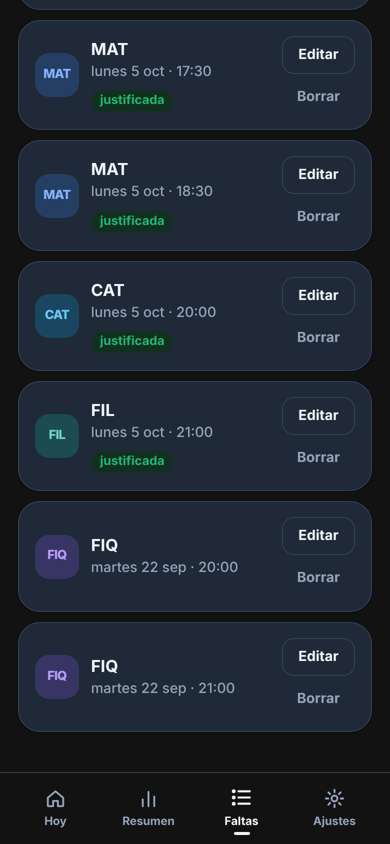 MAT
MAT
lunes 5 oct · 17:30
justificada
Editar
Borrar
MAT
MAT
lunes 5 oct · 18:30
justificada
Editar
Borrar
CAT
CAT
lunes 5 oct · 20:00
justificada
Editar
Borrar
FIL
FIL
lunes 5 oct · 21:00
justificada
Editar
Borrar
FIQ
FIQ
martes 22 sep · 20:00
Editar
Borrar
FIQ
FIQ
martes 22 sep · 21:00
Editar
Borrar
Hoy
Resumen
Faltas
Ajustes